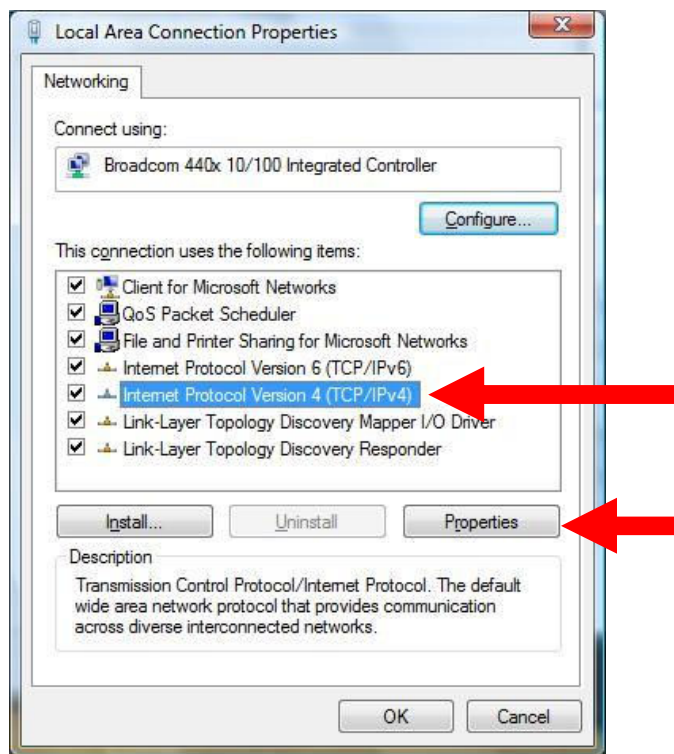 Local Area Connection Properties
Networking
Connect using:
Broadcom 440x 10/100 Integrated Controller
Configure...
This connection uses the following items:
Client for Microsoft Networks
QoS Packet Scheduler
File and Printer Sharing for Microsoft Networks
Internet Protocol Version 6 (TCP/IPv6)
Internet Protocol Version 4 (TCP/IPv4)
Link-Layer Topology Discovery Mapper I/O Driver
Link-Layer Topology Discovery Responder
Install...
Uninstall
Properties
Description
Transmission Control Protocol/Internet Protocol. The default
wide area network protocol that provides communication
across diverse interconnected networks.
OK
Cancel